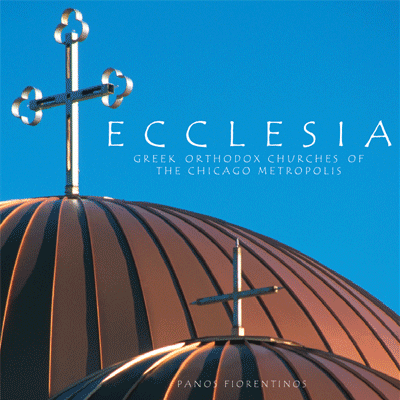 ECCLESIA
GREEK ORTHODOX CHURCHES OF
THE CHICAGO METROPOLIS
PANOS FIORENTINOS